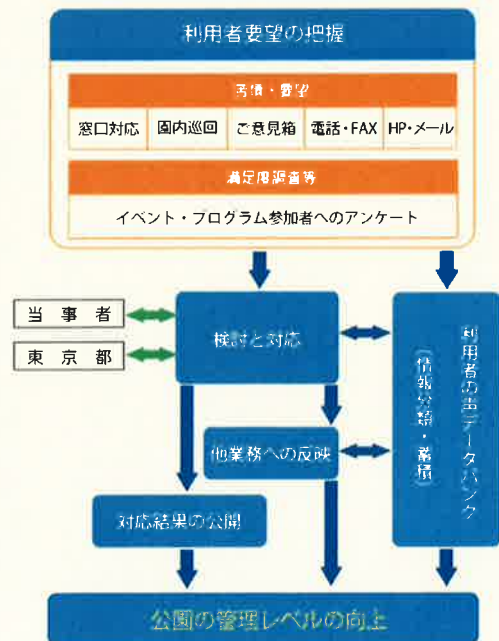 利用者要望の把握
苦情・要望
窓口対応
園内巡回
ご意見箱
電話・FAX
HP・メール
満足度調査等
イベント・プログラム参加者へのアンケート
当事者
東京都
検討と対応
利用者の声データバンク
(情報分類・蓄積)
他業務への反映
対応結果の公開
公園の管理レベルの向上